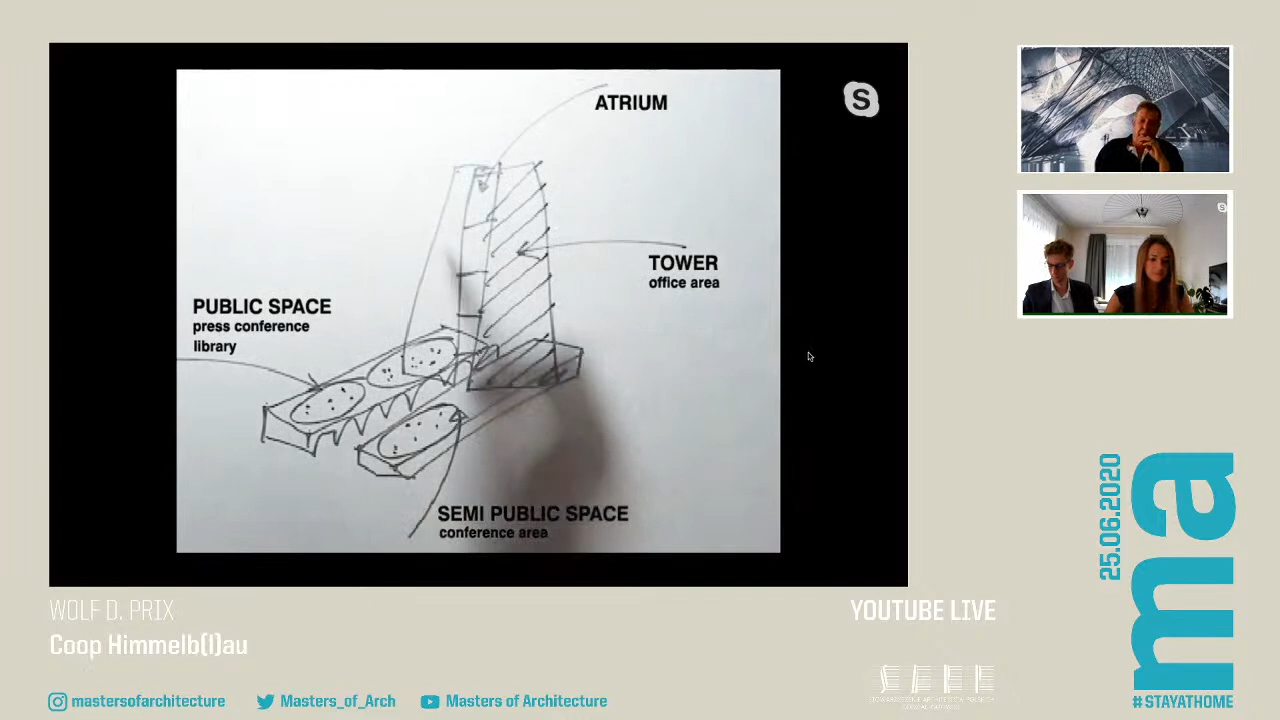 ATRIUM
TOWER
office area
PUBLIC SPACE
press conference
library
SEMI PUBLIC SPACE
conference area
WOLF D. PRIX
Coop Himmelb(l)au
YOUTUBE LIVE
mastersofarchitecture
Masters_of_Arch
Masters of Architecture
25.06.2020
ma
#STAYATHOME